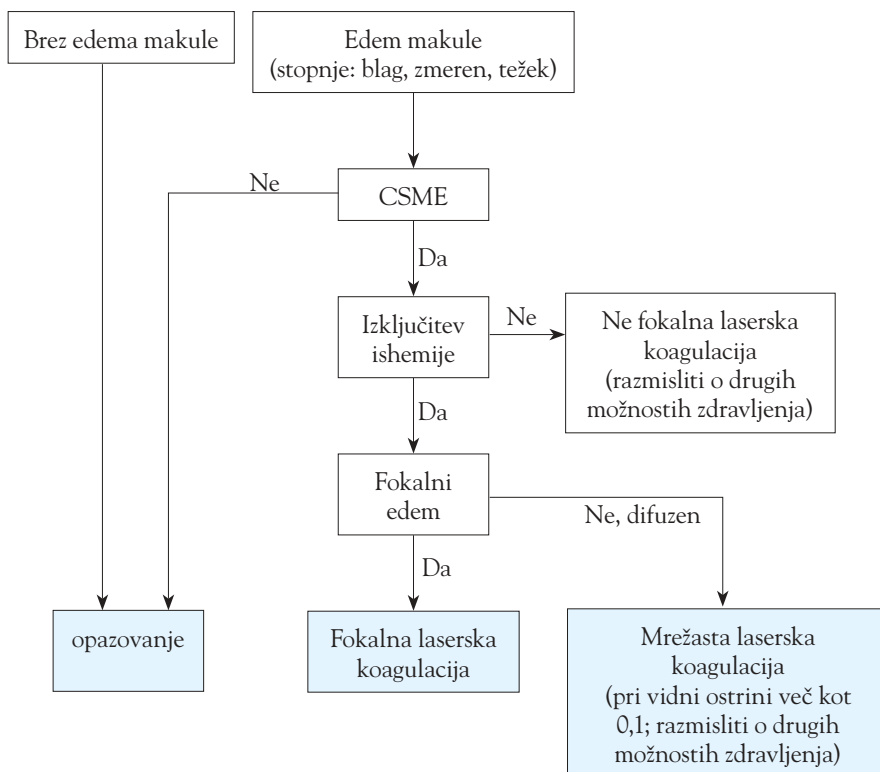 Brez edema makule
Edem makule
(stopnje: blag, zmeren, težek)
Ne
CSME
Da
Izključitev
ishemije
Ne
Ne fokalna laserska
koagulacija
(razmisliti o drugih
možnostih zdravljenja)
Da
Fokalni
edem
Ne, difuzen
Da
opazovanje
Fokalna laserska
koagulacija
Mrežasta laserska
koagulacija
(pri vidni ostrini več kot
0,1; razmisliti o drugih
možnostih zdravljenja)